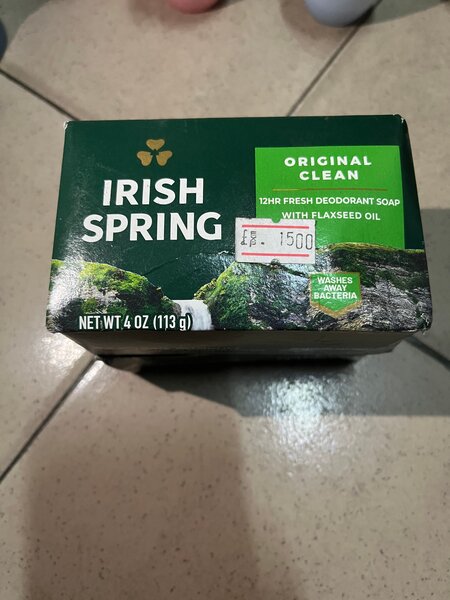 IRISH
SPRING
ORIGINAL
CLEAN
12HR FRESH DEODORANT SOAP
WITH FLAXSEED OIL
1500
WASHES
AWAY
BACTERIA
NET WT 4 OZ (113 g)